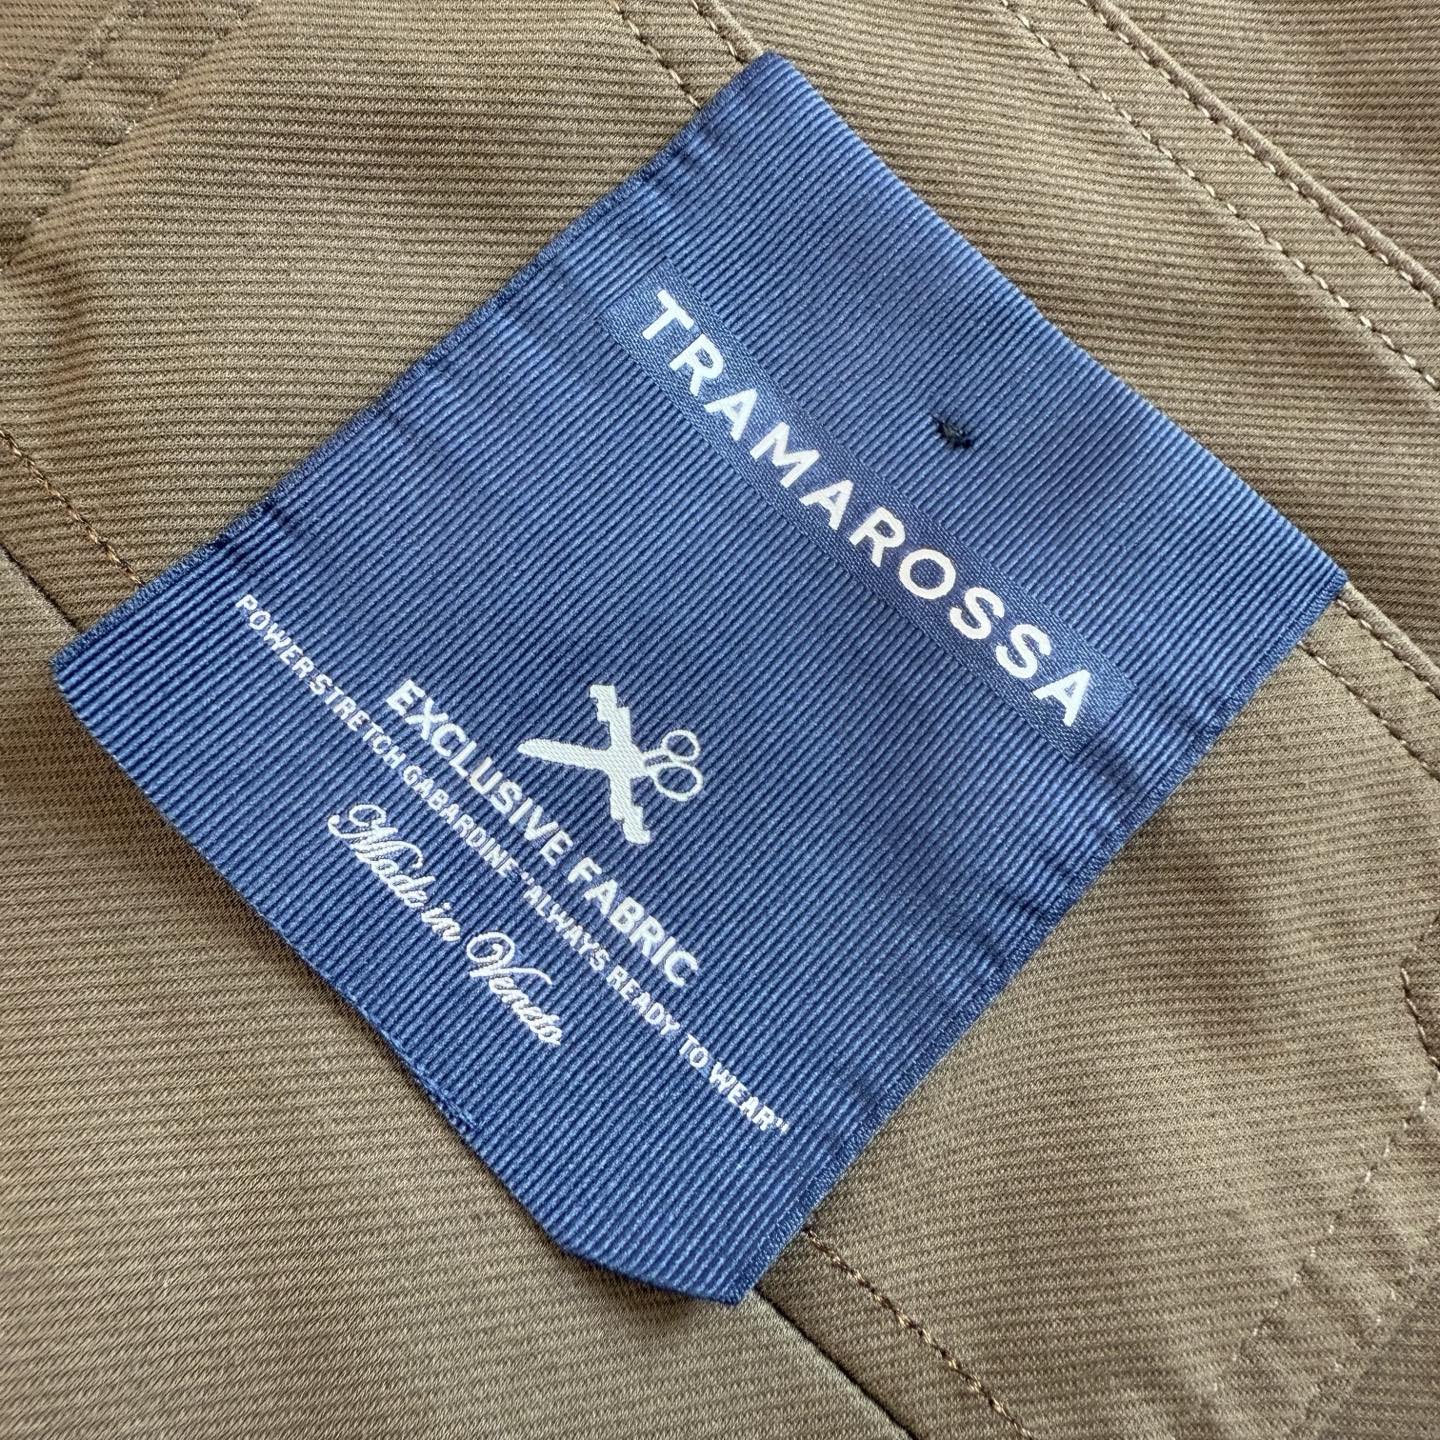 TRAMAROSSA
EXCLUSIVE FABRIC
POWER STRETCH GABARDINE "ALWAYS READY TO WEAR"
Made in Veneto